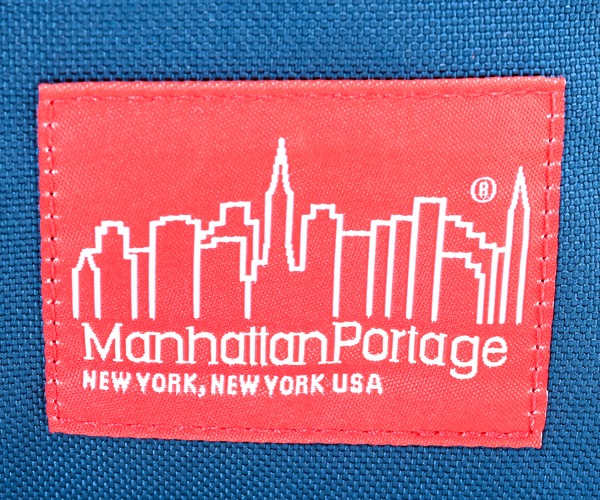 ®
ManhattanPortage
NEW YORK, NEW YORK USA